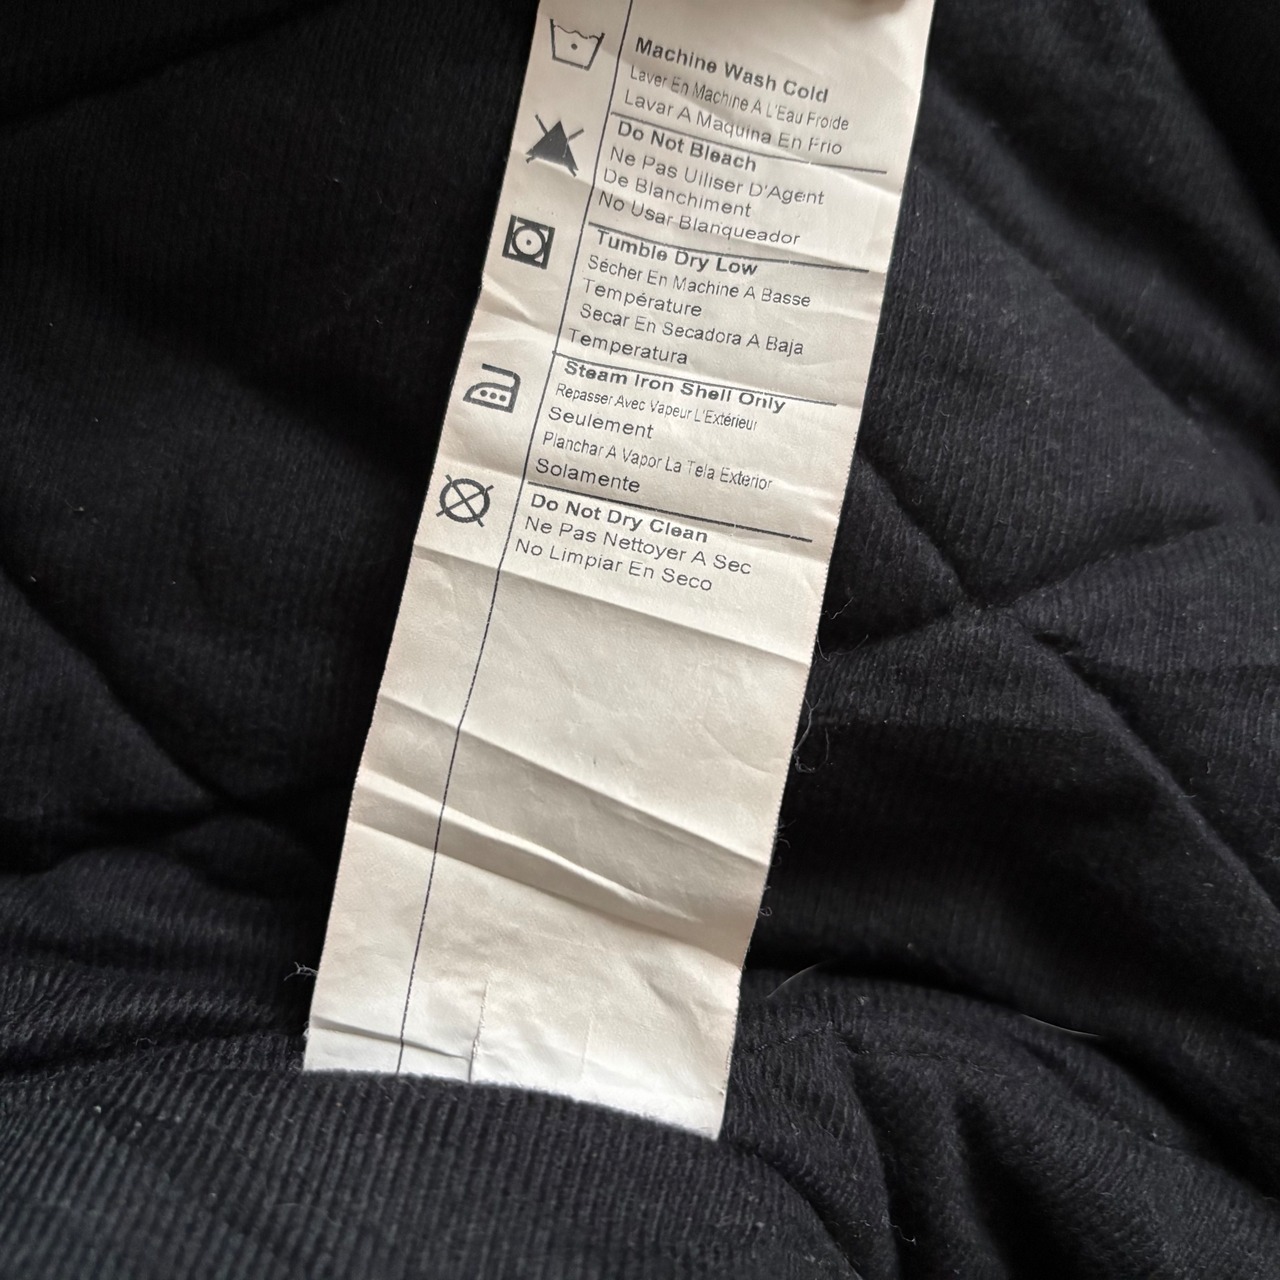 Machine Wash Cold
Laver En Machine A L'Eau Froide
Lavar A Maquina En Frio
Do Not Bleach
Ne Pas Uiliser D'Agent
De Blanchiment
No Usar Blanqueador
Tumble Dry Low
Sécher En Machine A Basse
Température
Secar En Secadora A Baja
Temperatura
Steam Iron Shell Only
Repasser Avec Vapeur L'Extérieur
Seulement
Planchar A Vapor La Tela Exterior
Solamente
Do Not Dry Clean
Ne Pas Nettoyer A Sec
No Limpiar En Seco